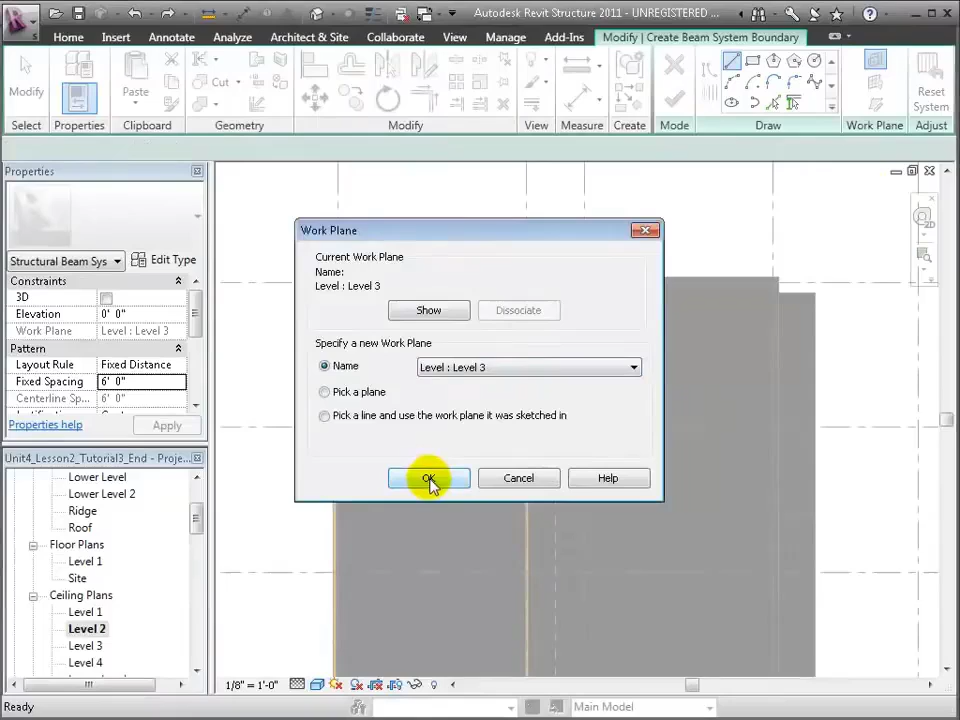 Autodesk Revit Structure 2011 - UNREGISTERED ...
Home Insert Annotate Analyze Architect & Site Collaborate View Manage Add-Ins Modify | Create Beam System Boundary
Modify Paste Cut Reset System
Select Properties Clipboard Geometry Modify View Measure Create Mode Draw Work Plane Adjust
Properties
Structural Beam Sys Edit Type
Constraints
3D
Elevation 0' 0"
Work Plane Level : Level 3
Pattern
Layout Rule Fixed Distance
Fixed Spacing 6' 0"
Centerline Sp... 6' 0"
Properties help Apply
Unit4_Lesson2_Tutorial3_End - Proje...
Lower Level
Lower Level 2
Ridge
Roof
Floor Plans
Level 1
Site
Ceiling Plans
Level 1
Level 2
Level 3
Level 4
Work Plane
Current Work Plane
Name:
Level : Level 3
Show Dissociate
Specify a new Work Plane
Name Level : Level 3
Pick a plane
Pick a line and use the work plane it was sketched in
OK Cancel Help
2D
1/8" = 1'-0"
Ready Main Model